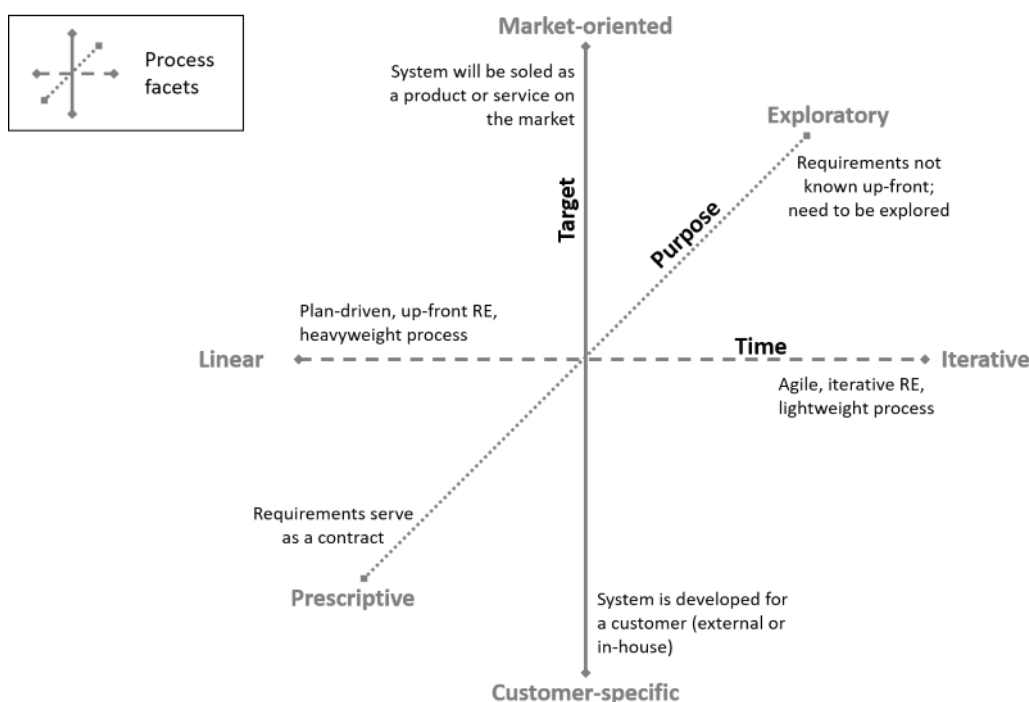 Process
facets
Market-oriented
System will be soled as
a product or service on
the market
Exploratory
Requirements not
known up-front;
need to be explored
Target
Purpose
Plan-driven, up-front RE,
heavyweight process
Linear
Time
Iterative
Agile, iterative RE,
lightweight process
Requirements serve
as a contract
Prescriptive
System is developed for
a customer (external or
in-house)
Customer-specific